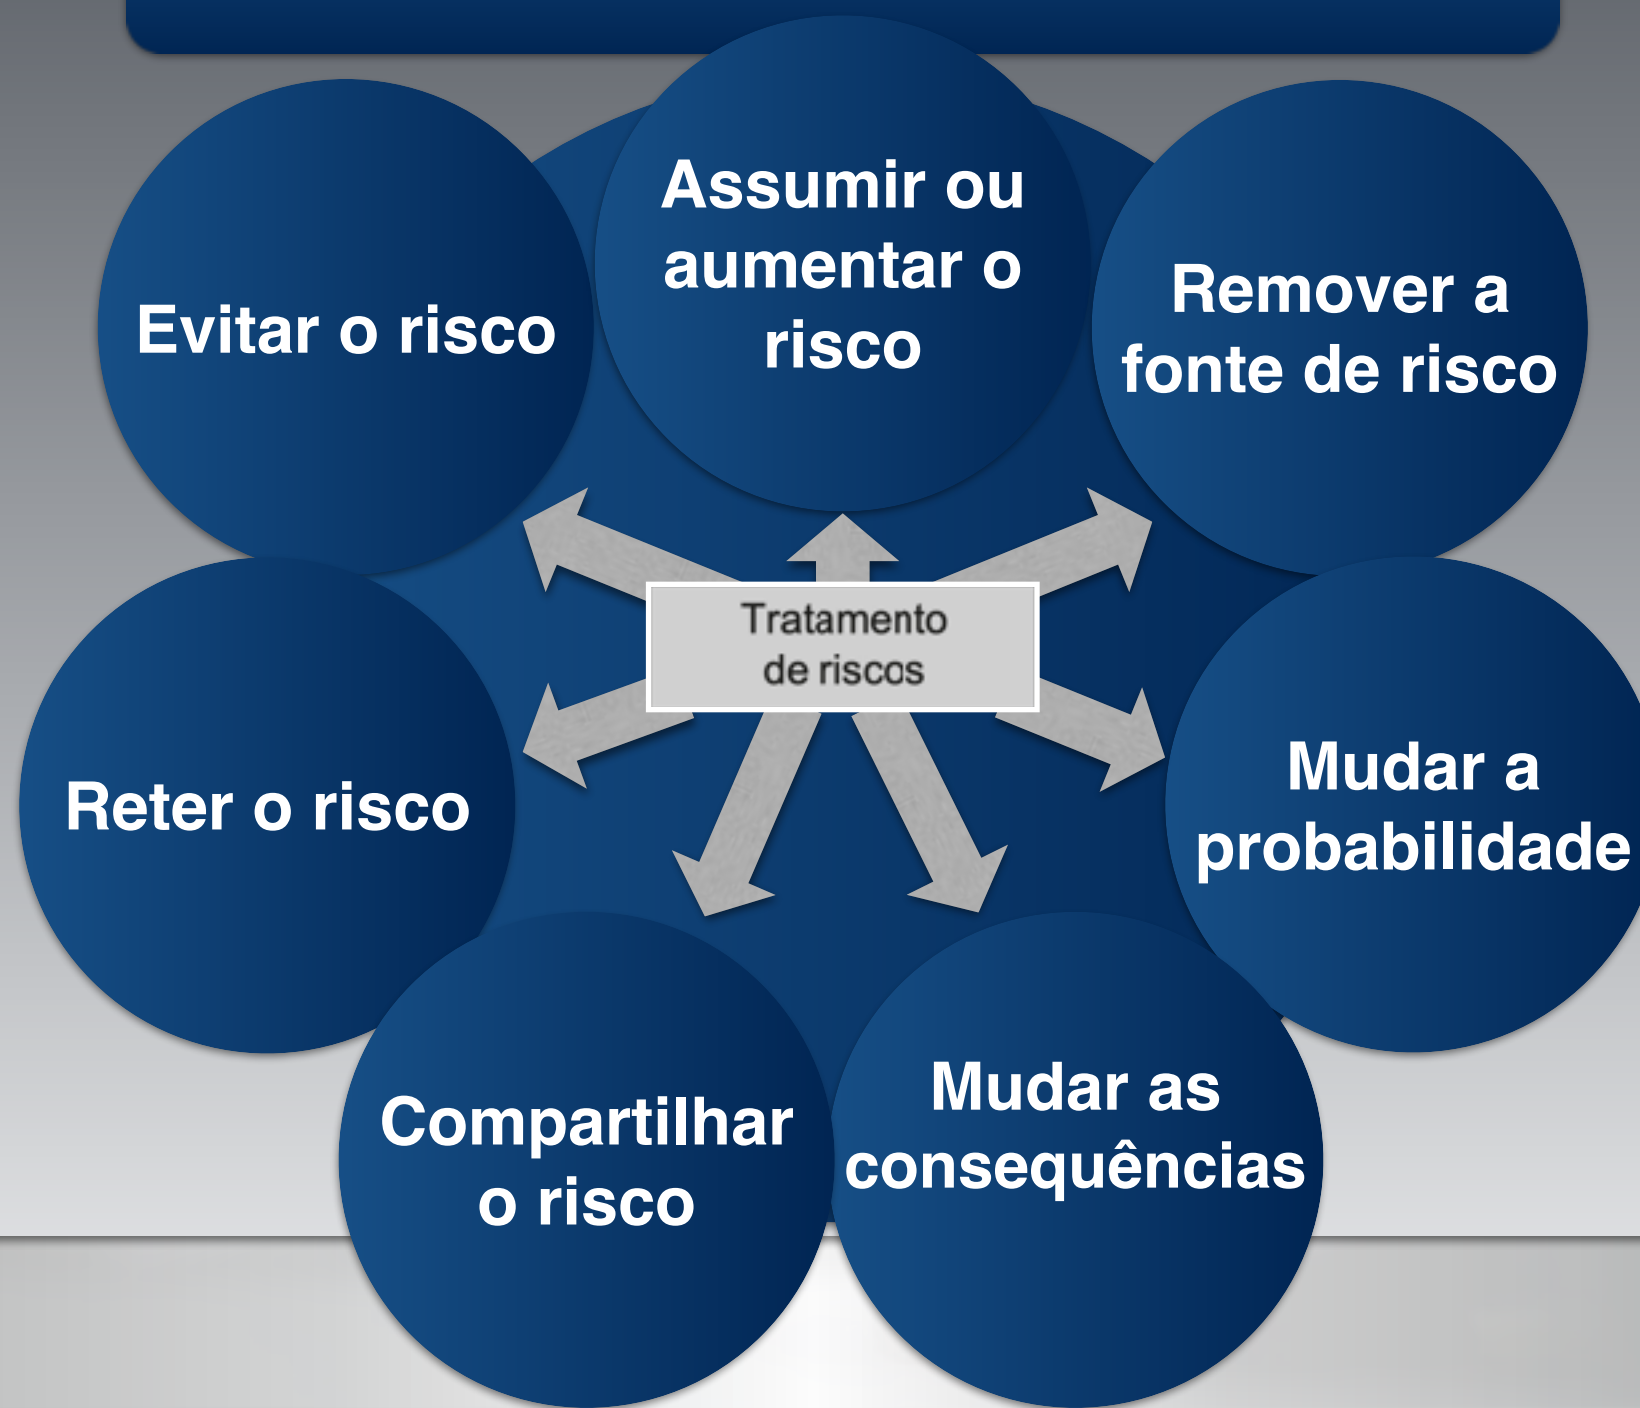 Assumir ou
aumentar o
risco
Evitar o risco
Remover a
fonte de risco
Tratamento
de riscos
Reter o risco
Mudar a
probabilidade
Compartilhar
o risco
Mudar as
consequências